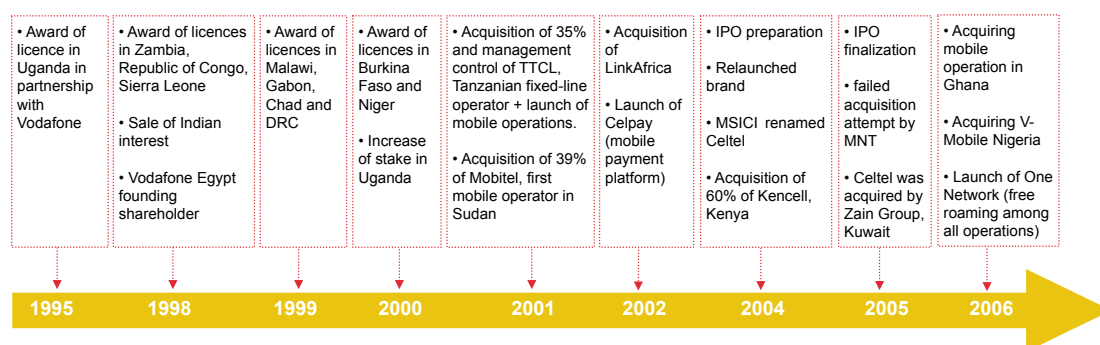 • Award of
licence in
Uganda in
partnership
with
Vodafone
• Award of licences
in Zambia,
Republic of Congo,
Sierra Leone
• Sale of Indian
interest
• Vodafone Egypt
founding
shareholder
• Award of
licences in
Malawi,
Gabon,
Chad and
DRC
• Award of
licences in
Burkina
Faso and
Niger
• Increase
of stake in
Uganda
• Acquisition of 35%
and management
control of TTCL,
Tanzanian fixed-line
operator + launch of
mobile operations.
• Acquisition of 39%
of Mobitel, first
mobile operator in
Sudan
• Acquisition
of
LinkAfrica
• Launch of
Celpay
(mobile
payment
platform)
• IPO preparation
• Relaunched
brand
• MSICI renamed
Celtel
• Acquisition of
60% of Kencell,
Kenya
• IPO
finalization
• failed
acquisition
attempt by
MNT
• Celtel was
acquired by
Zain Group,
Kuwait
• Acquiring
mobile
operation in
Ghana
• Acquiring V-
Mobile Nigeria
• Launch of One
Network (free
roaming among
all operations)
1995 1998 1999 2000 2001 2002 2004 2005 2006